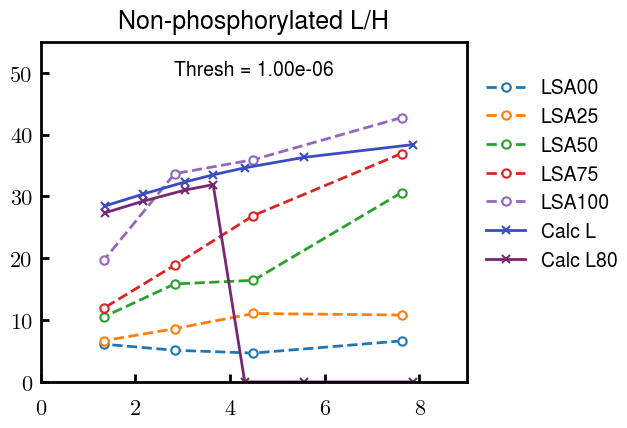 Non-phosphorylated L/H
Thresh = 1.00e-06
50
40
30
20
10
0
0 2 4 6 8
LSA00
LSA25
LSA50
LSA75
LSA100
Calc L
Calc L80